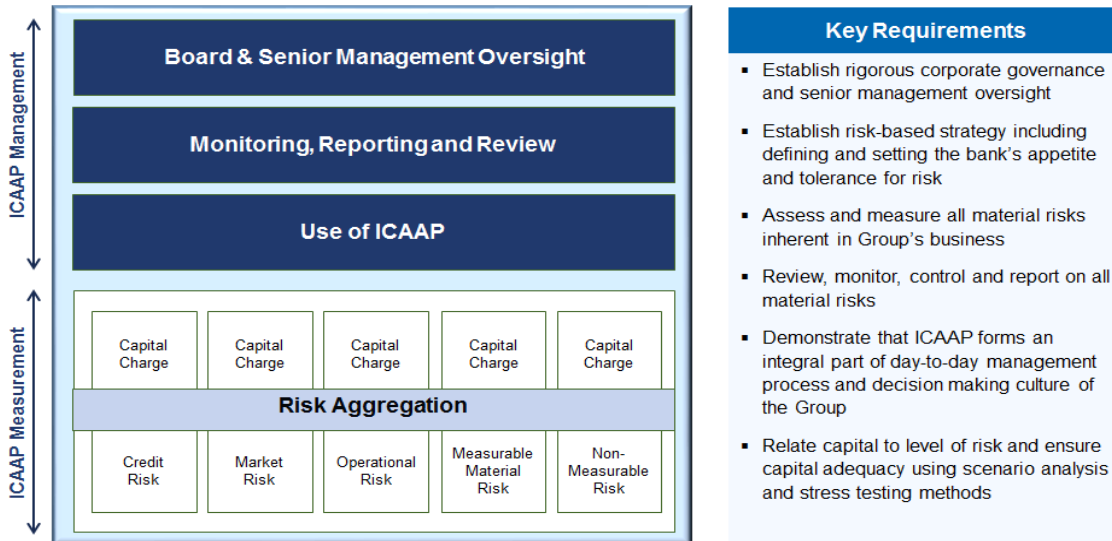 ICAAP Management
Board & Senior Management Oversight
Monitoring, Reporting and Review
Use of ICAAP
ICAAP Measurement
Capital
Charge
Capital
Charge
Capital
Charge
Capital
Charge
Capital
Charge
Risk Aggregation
Credit
Risk
Market
Risk
Operational
Risk
Measurable
Material
Risk
Non-
Measurable
Risk
Key Requirements
▪ Establish rigorous corporate governance
and senior management oversight
▪ Establish risk-based strategy including
defining and setting the bank's appetite
and tolerance for risk
▪ Assess and measure all material risks
inherent in Group's business
▪ Review, monitor, control and report on all
material risks
▪ Demonstrate that ICAAP forms an
integral part of day-to-day management
process and decision making culture of
the Group
▪ Relate capital to level of risk and ensure
capital adequacy using scenario analysis
and stress testing methods